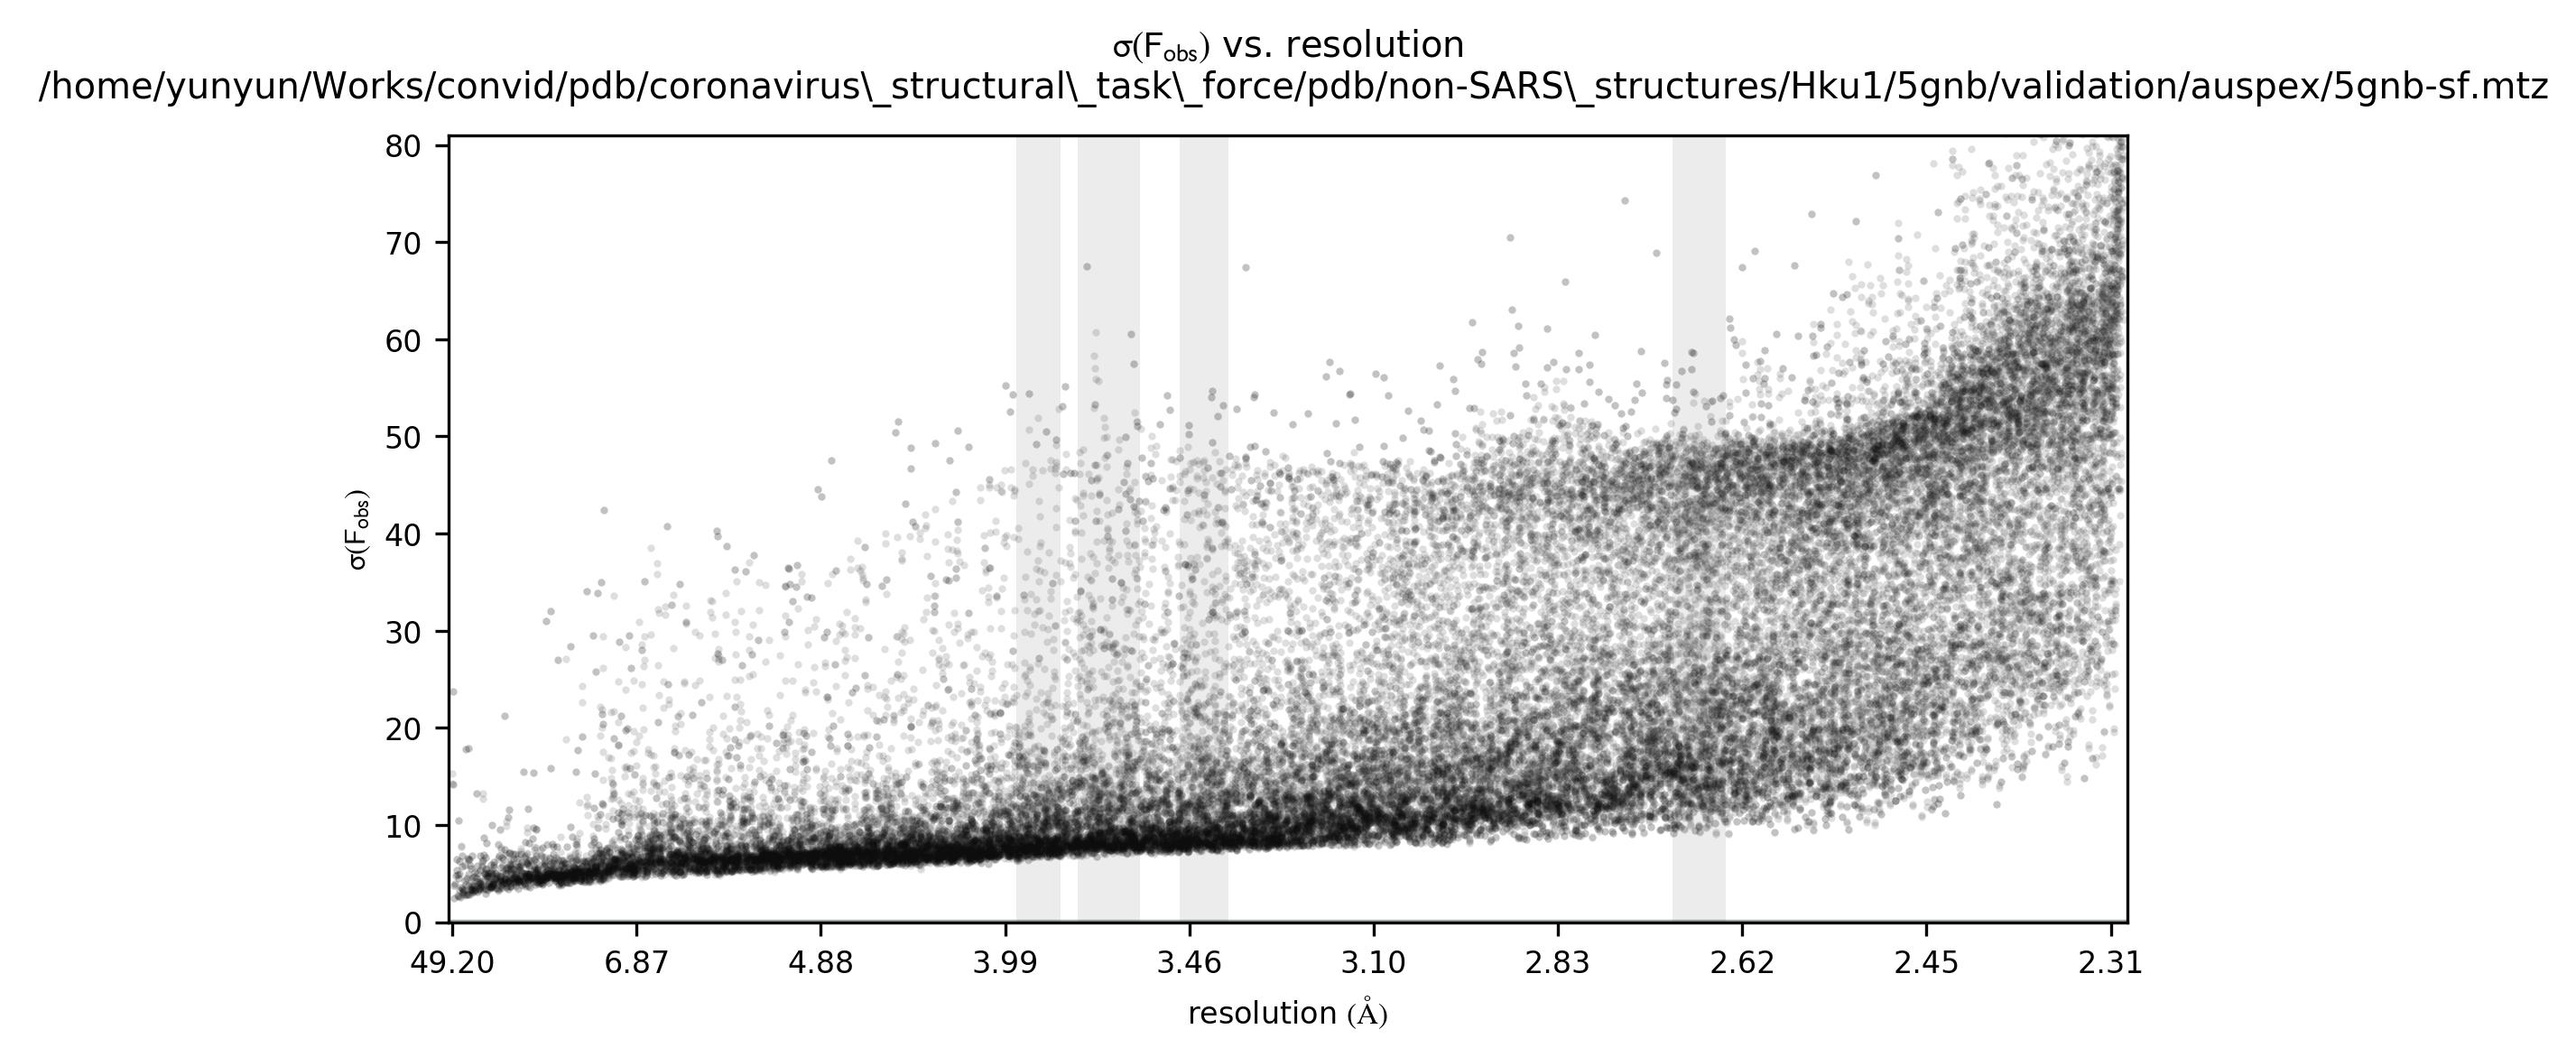 σ(Fobs) vs. resolution
/home/yunyun/Works/convid/pdb/coronavirus\_structural\_task\_force/pdb/non-SARS\_structures/Hku1/5gnb/validation/auspex/5gnb-sf.mtz
80
70
60
50
40
30
20
10
0
σ(Fobs)
49.20 6.87 4.88 3.99 3.46 3.10 2.83 2.62 2.45 2.31
resolution (Å)